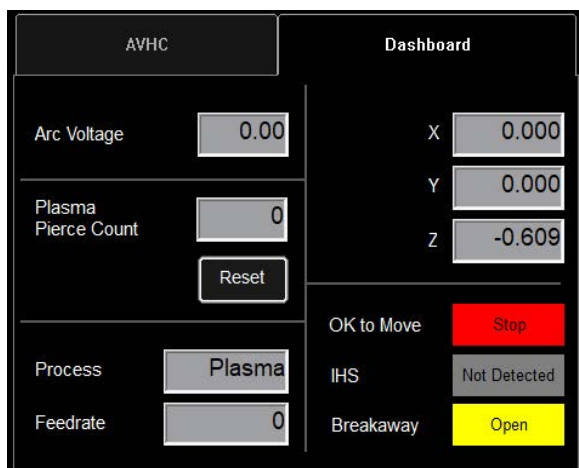 AVHC
Dashboard
Arc Voltage 0.00
Plasma
Pierce Count 0
Reset
Process Plasma
Feedrate 0
X 0.000
Y 0.000
Z -0.609
OK to Move Stop
IHS Not Detected
Breakaway Open